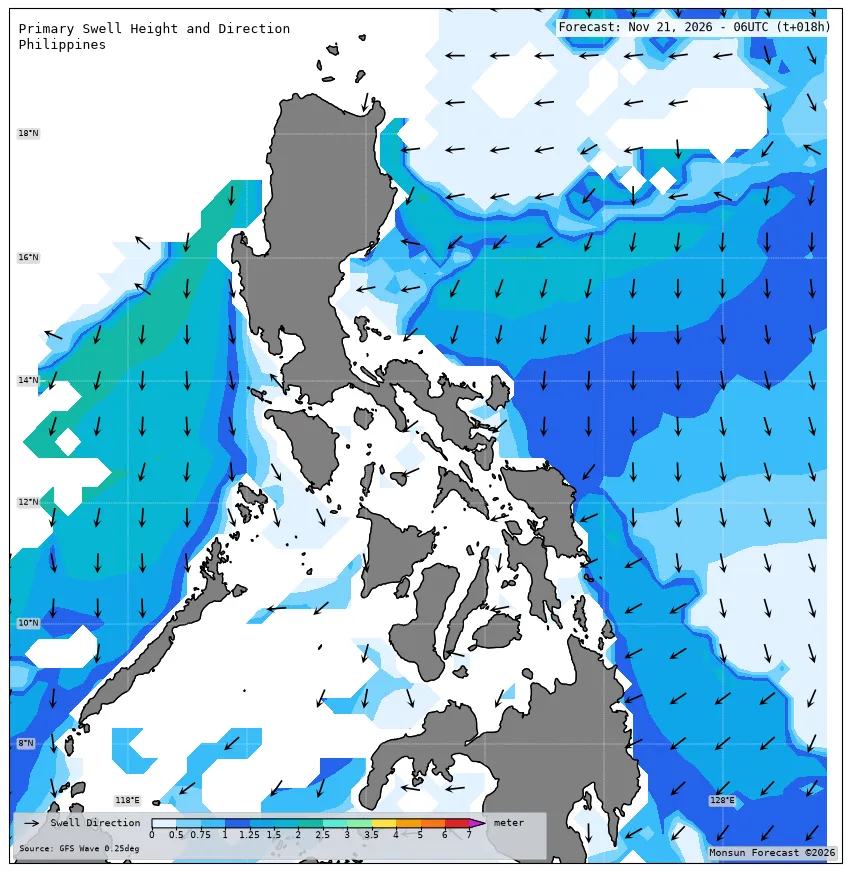 Primary Swell Height and Direction
Philippines
Forecast: Nov 21, 2026 - 06UTC (t+018h)
18°N
16°N
14°N
12°N
10°N
8°N
118°E
128°E
Swell Direction
0 0.5 0.75 1 1.25 1.5 2 2.5 3 3.5 4 5 6 7
meter
Source: GFS Wave 0.25deg
Monsun Forecast ©2026